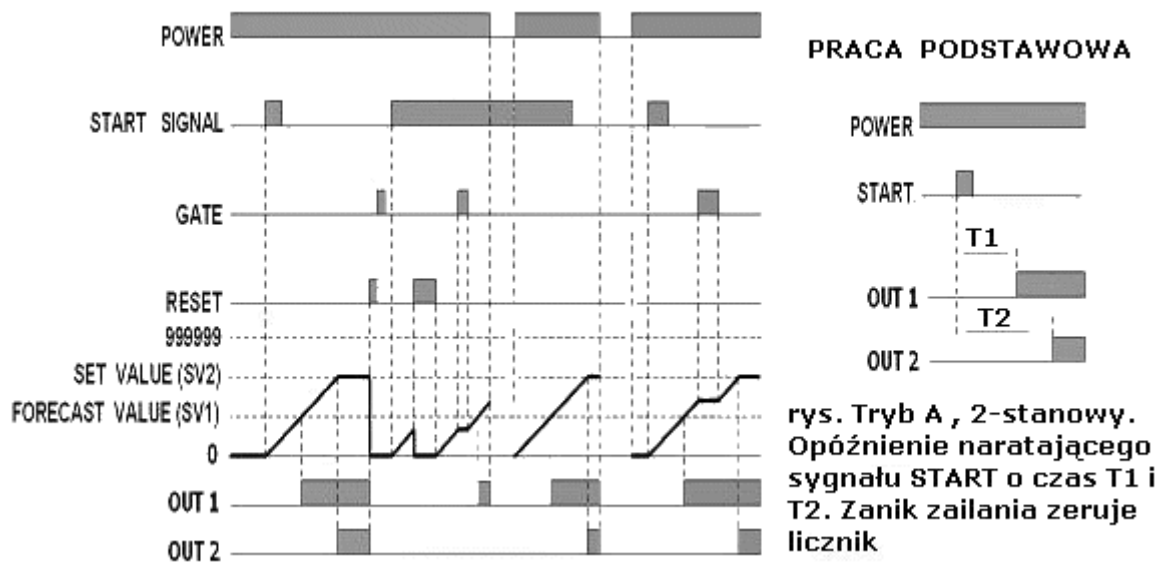 POWER
START SIGNAL
GATE
RESET
999999
SET VALUE (SV2)
FORECAST VALUE (SV1)
0
OUT 1
OUT 2
PRACA PODSTAWOWA
POWER
START
T1
OUT 1
T2
OUT 2
rys. Tryb A , 2-stanowy.
Opóźnienie naratającego
sygnału START o czas T1 i
T2. Zanik zailania zeruje
licznik